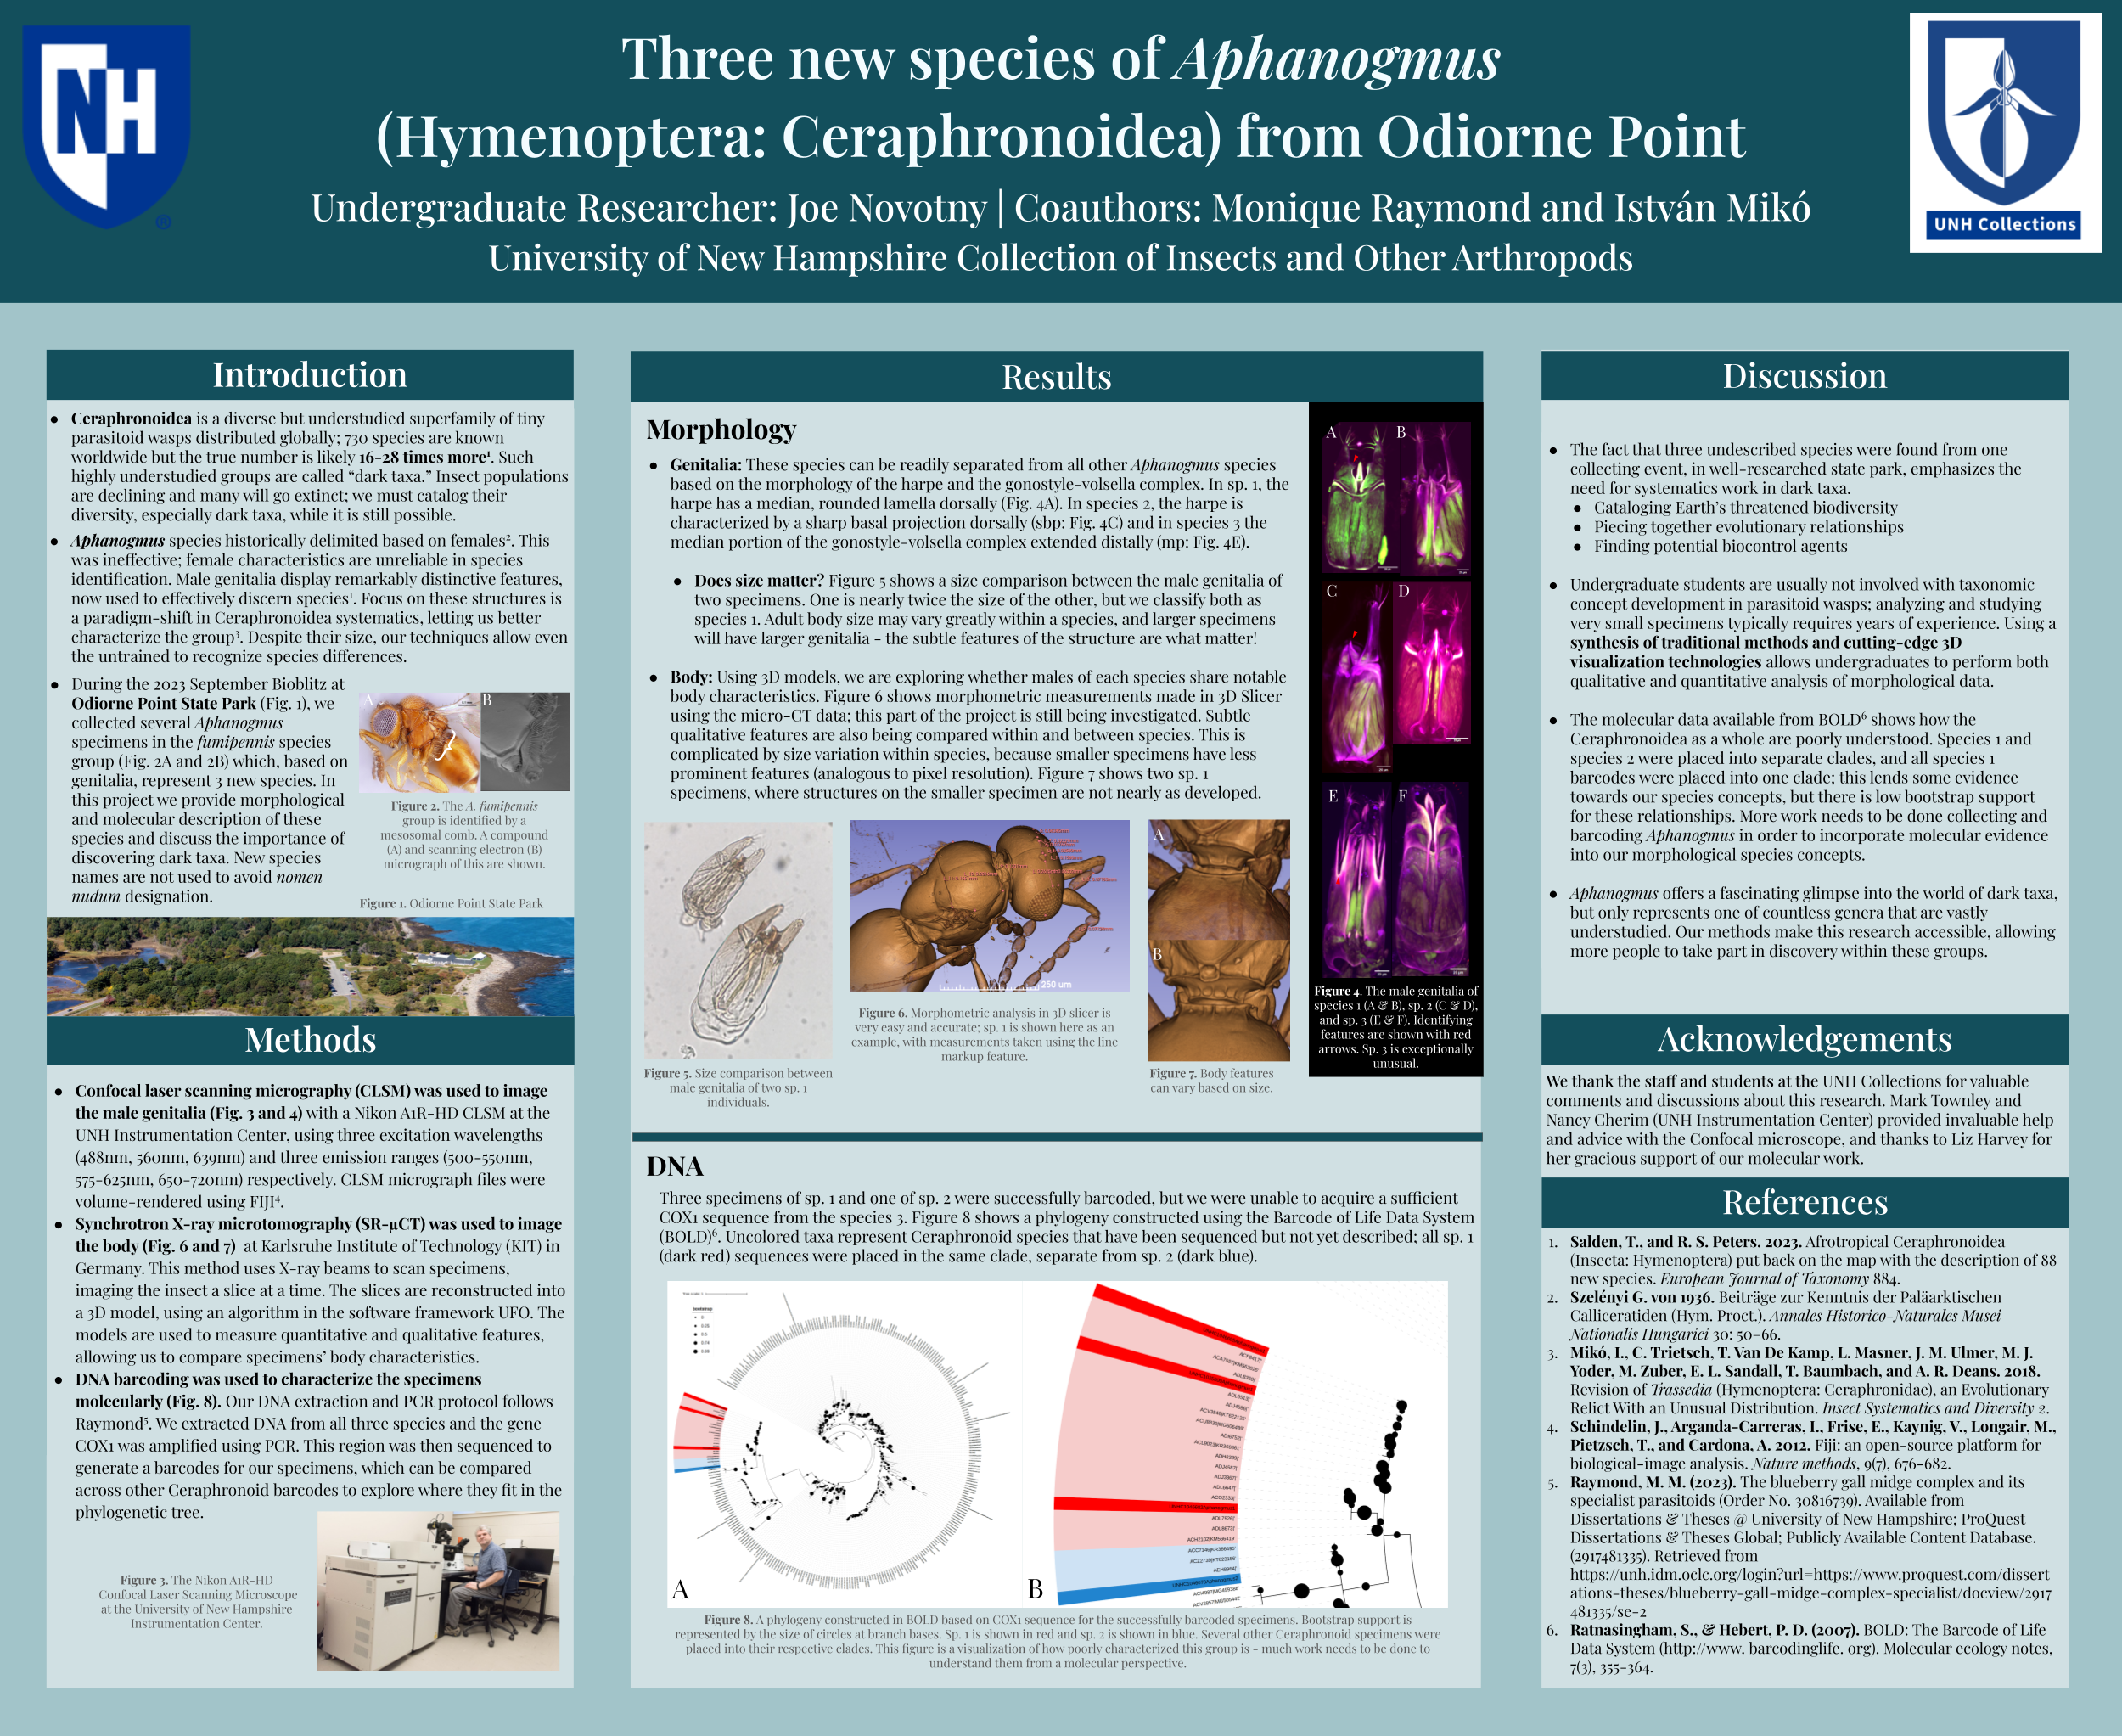 NH
®
Three new species of Aphanogmus
(Hymenoptera: Ceraphronoidea) from Odiorne Point
Undergraduate Researcher: Joe Novotny | Coauthors: Monique Raymond and István Mikó
University of New Hampshire Collection of Insects and Other Arthropods
UNH Collections
Introduction
● Ceraphronoidea is a diverse but understudied superfamily of tiny
parasitoid wasps distributed globally; 730 species are known
worldwide but the true number is likely 16-28 times more¹. Such
highly understudied groups are called “dark taxa.” Insect populations
are declining and many will go extinct; we must catalog their
diversity, especially dark taxa, while it is still possible.
● Aphanogmus species historically delimited based on females². This
was ineffective; female characteristics are unreliable in species
identification. Male genitalia display remarkably distinctive features,
now used to effectively discern species¹. Focus on these structures is
a paradigm-shift in Ceraphronoidea systematics, letting us better
characterize the group³. Despite their size, our techniques allow even
the untrained to recognize species differences.
● During the 2023 September Bioblitz at
Odiorne Point State Park (Fig. 1), we
collected several Aphanogmus
specimens in the fumipennis species
group (Fig. 2A and 2B) which, based on
genitalia, represent 3 new species. In
this project we provide morphological
and molecular description of these
species and discuss the importance of
discovering dark taxa. New species
names are not used to avoid nomen
nudum designation.
A
B
Figure 2. The A. fumipennis
group is identified by a
mesosomal comb. A compound
(A) and scanning electron (B)
micrograph of this are shown.
Figure 1. Odiorne Point State Park
Methods
● Confocal laser scanning micrography (CLSM) was used to image
the male genitalia (Fig. 3 and 4) with a Nikon A1R-HD CLSM at the
UNH Instrumentation Center, using three excitation wavelengths
(488nm, 560nm, 639nm) and three emission ranges (500-550nm,
575-625nm, 650-720nm) respectively. CLSM micrograph files were
volume-rendered using FIJI⁴.
● Synchrotron X-ray microtomography (SR-µCT) was used to image
the body (Fig. 6 and 7) at Karlsruhe Institute of Technology (KIT) in
Germany. This method uses X-ray beams to scan specimens,
imaging the insect a slice at a time. The slices are reconstructed into
a 3D model, using an algorithm in the software framework UFO. The
models are used to measure quantitative and qualitative features,
allowing us to compare specimens’ body characteristics.
● DNA barcoding was used to characterize the specimens
molecularly (Fig. 8). Our DNA extraction and PCR protocol follows
Raymond⁵. We extracted DNA from all three species and the gene
COX1 was amplified using PCR. This region was then sequenced to
generate a barcodes for our specimens, which can be compared
across other Ceraphronoid barcodes to explore where they fit in the
phylogenetic tree.
Figure 3. The Nikon A1R-HD
Confocal Laser Scanning Microscope
at the University of New Hampshire
Instrumentation Center.
Results
Morphology
● Genitalia: These species can be readily separated from all other Aphanogmus species
based on the morphology of the harpe and the gonostyle-volsella complex. In sp. 1, the
harpe has a median, rounded lamella dorsally (Fig. 4A). In species 2, the harpe is
characterized by a sharp basal projection dorsally (sbp: Fig. 4C) and in species 3 the
median portion of the gonostyle-volsella complex extended distally (mp: Fig. 4E).
● Does size matter? Figure 5 shows a size comparison between the male genitalia of
two specimens. One is nearly twice the size of the other, but we classify both as
species 1. Adult body size may vary greatly within a species, and larger specimens
will have larger genitalia - the subtle features of the structure are what matter!
● Body: Using 3D models, we are exploring whether males of each species share notable
body characteristics. Figure 6 shows morphometric measurements made in 3D Slicer
using the micro-CT data; this part of the project is still being investigated. Subtle
qualitative features are also being compared within and between species. This is
complicated by size variation within species, because smaller specimens have less
prominent features (analogous to pixel resolution). Figure 7 shows two sp. 1
specimens, where structures on the smaller specimen are not nearly as developed.
250 um
A
B
Figure 5. Size comparison between
male genitalia of two sp. 1
individuals.
Figure 6. Morphometric analysis in 3D slicer is
very easy and accurate; sp. 1 is shown here as an
example, with measurements taken using the line
markup feature.
Figure 7. Body features
can vary based on size.
A B
C D
E F
Figure 4. The male genitalia of
species 1 (A & B), sp. 2 (C & D),
and sp. 3 (E & F). Identifying
features are shown with red
arrows. Sp. 3 is exceptionally
unusual.
DNA
Three specimens of sp. 1 and one of sp. 2 were successfully barcoded, but we were unable to acquire a sufficient
COX1 sequence from the species 3. Figure 8 shows a phylogeny constructed using the Barcode of Life Data System
(BOLD)⁶. Uncolored taxa represent Ceraphronoid species that have been sequenced but not yet described; all sp. 1
(dark red) sequences were placed in the same clade, separate from sp. 2 (dark blue).
bootstrap
A
B
Figure 8. A phylogeny constructed in BOLD based on COX1 sequence for the successfully barcoded specimens. Bootstrap support is
represented by the size of circles at branch bases. Sp. 1 is shown in red and sp. 2 is shown in blue. Several other Ceraphronoid specimens were
placed into their respective clades. This figure is a visualization of how poorly characterized this group is - much work needs to be done to
understand them from a molecular perspective.
Discussion
● The fact that three undescribed species were found from one
collecting event, in well-researched state park, emphasizes the
need for systematics work in dark taxa.
● Cataloging Earth’s threatened biodiversity
● Piecing together evolutionary relationships
● Finding potential biocontrol agents
● Undergraduate students are usually not involved with taxonomic
concept development in parasitoid wasps; analyzing and studying
very small specimens typically requires years of experience. Using a
synthesis of traditional methods and cutting-edge 3D
visualization technologies allows undergraduates to perform both
qualitative and quantitative analysis of morphological data.
● The molecular data available from BOLD⁶ shows how the
Ceraphronoidea as a whole are poorly understood. Species 1 and
species 2 were placed into separate clades, and all species 1
barcodes were placed into one clade; this lends some evidence
towards our species concepts, but there is low bootstrap support
for these relationships. More work needs to be done collecting and
barcoding Aphanogmus in order to incorporate molecular evidence
into our morphological species concepts.
● Aphanogmus offers a fascinating glimpse into the world of dark taxa,
but only represents one of countless genera that are vastly
understudied. Our methods make this research accessible, allowing
more people to take part in discovery within these groups.
Acknowledgements
We thank the staff and students at the UNH Collections for valuable
comments and discussions about this research. Mark Townley and
Nancy Cherim (UNH Instrumentation Center) provided invaluable help
and advice with the Confocal microscope, and thanks to Liz Harvey for
her gracious support of our molecular work.
References
1. Salden, T., and R. S. Peters. 2023. Afrotropical Ceraphronoidea
(Insecta: Hymenoptera) put back on the map with the description of 88
new species. European Journal of Taxonomy 884.
2. Szelényi G. von 1936. Beiträge zur Kenntnis der Paläarktischen
Calliceratiden (Hym. Proct.). Annales Historico-Naturales Musei
Nationalis Hungarici 30: 50–66.
3. Mikó, I., C. Trietsch, T. Van De Kamp, L. Masner, J. M. Ulmer, M. J.
Yoder, M. Zuber, E. L. Sandall, T. Baumbach, and A. R. Deans. 2018.
Revision of Trassedia (Hymenoptera: Ceraphronidae), an Evolutionary
Relict With an Unusual Distribution. Insect Systematics and Diversity 2.
4. Schindelin, J., Arganda-Carreras, I., Frise, E., Kaynig, V., Longair, M.,
Pietzsch, T., and Cardona, A. 2012. Fiji: an open-source platform for
biological-image analysis. Nature methods, 9(7), 676-682.
5. Raymond, M. M. (2023). The blueberry gall midge complex and its
specialist parasitoids (Order No. 30816739). Available from
Dissertations & Theses @ University of New Hampshire; ProQuest
Dissertations & Theses Global; Publicly Available Content Database.
(2917481335). Retrieved from
https://unh.idm.oclc.org/login?url=https://www.proquest.com/dissert
ations-theses/blueberry-gall-midge-complex-specialist/docview/2917
481335/se-2
6. Ratnasingham, S., & Hebert, P. D. (2007). BOLD: The Barcode of Life
Data System (http://www. barcodinglife. org). Molecular ecology notes,
7(3), 355-364.